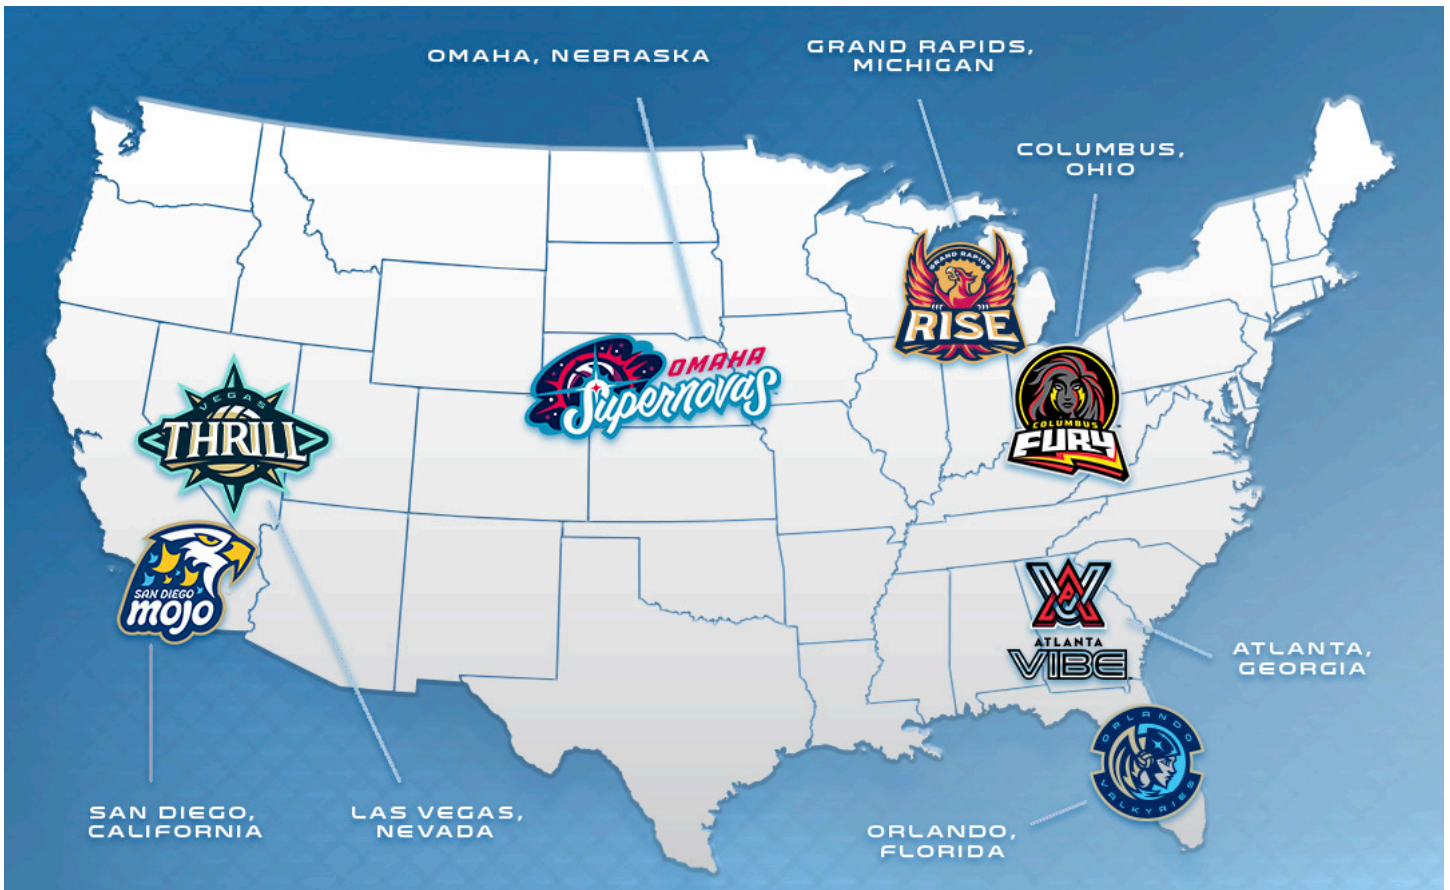 OMAHA, NEBRASKA
GRAND RAPIDS,
MICHIGAN
COLUMBUS,
OHIO
GRAND RAPIDS
RISE
OMAHA
Supernovas
VEGAS
THRILL
COLUMBUS
FURY
SAN DIEGO
mojo
ATLANTA
VIBE
ATLANTA,
GEORGIA
ORLANDO
VALKYRIES
SAN DIEGO,
CALIFORNIA
LAS VEGAS,
NEVADA
ORLANDO,
FLORIDA